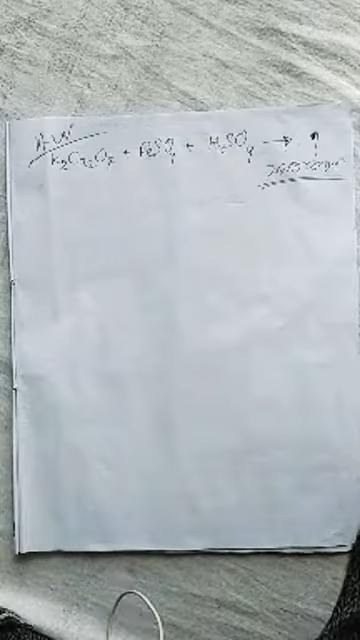 H.W
K₂Cr₂O₇ + FeSO₄ + H₂SO₄ → ?